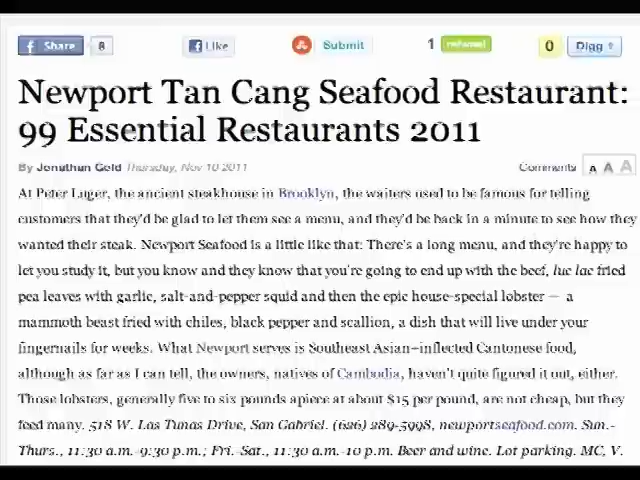 Share 8 Like Submit 1 retweet 0 Digg
Newport Tan Cang Seafood Restaurant:
99 Essential Restaurants 2011
By Jonathan Gold Thursday, Nov 10 2011 Comments A A A
At Peter Luger, the ancient steakhouse in Brooklyn, the waiters used to be famous for telling
customers that they'd be glad to let them see a menu, and they'd be back in a minute to see how they
wanted their steak. Newport Seafood is a little like that: There's a long menu, and they're happy to
let you study it, but you know and they know that you're going to end up with the beef, luc lac fried
pea leaves with garlic, salt-and-pepper squid and then the epic house-special lobster — a
mammoth beast fried with chiles, black pepper and scallion, a dish that will live under your
fingernails for weeks. What Newport serves is Southeast Asian–inflected Cantonese food,
although as far as I can tell, the owners, natives of Cambodia, haven't quite figured it out, either.
Those lobsters, generally five to six pounds apiece at about $15 per pound, are not cheap, but they
feed many. 518 W. Las Tunas Drive, San Gabriel. (626) 289-5998, newportseafood.com. Sun.-
Thurs., 11:30 a.m.-9:30 p.m.; Fri.-Sat., 11:30 a.m.-10 p.m. Beer and wine. Lot parking. MC, V.